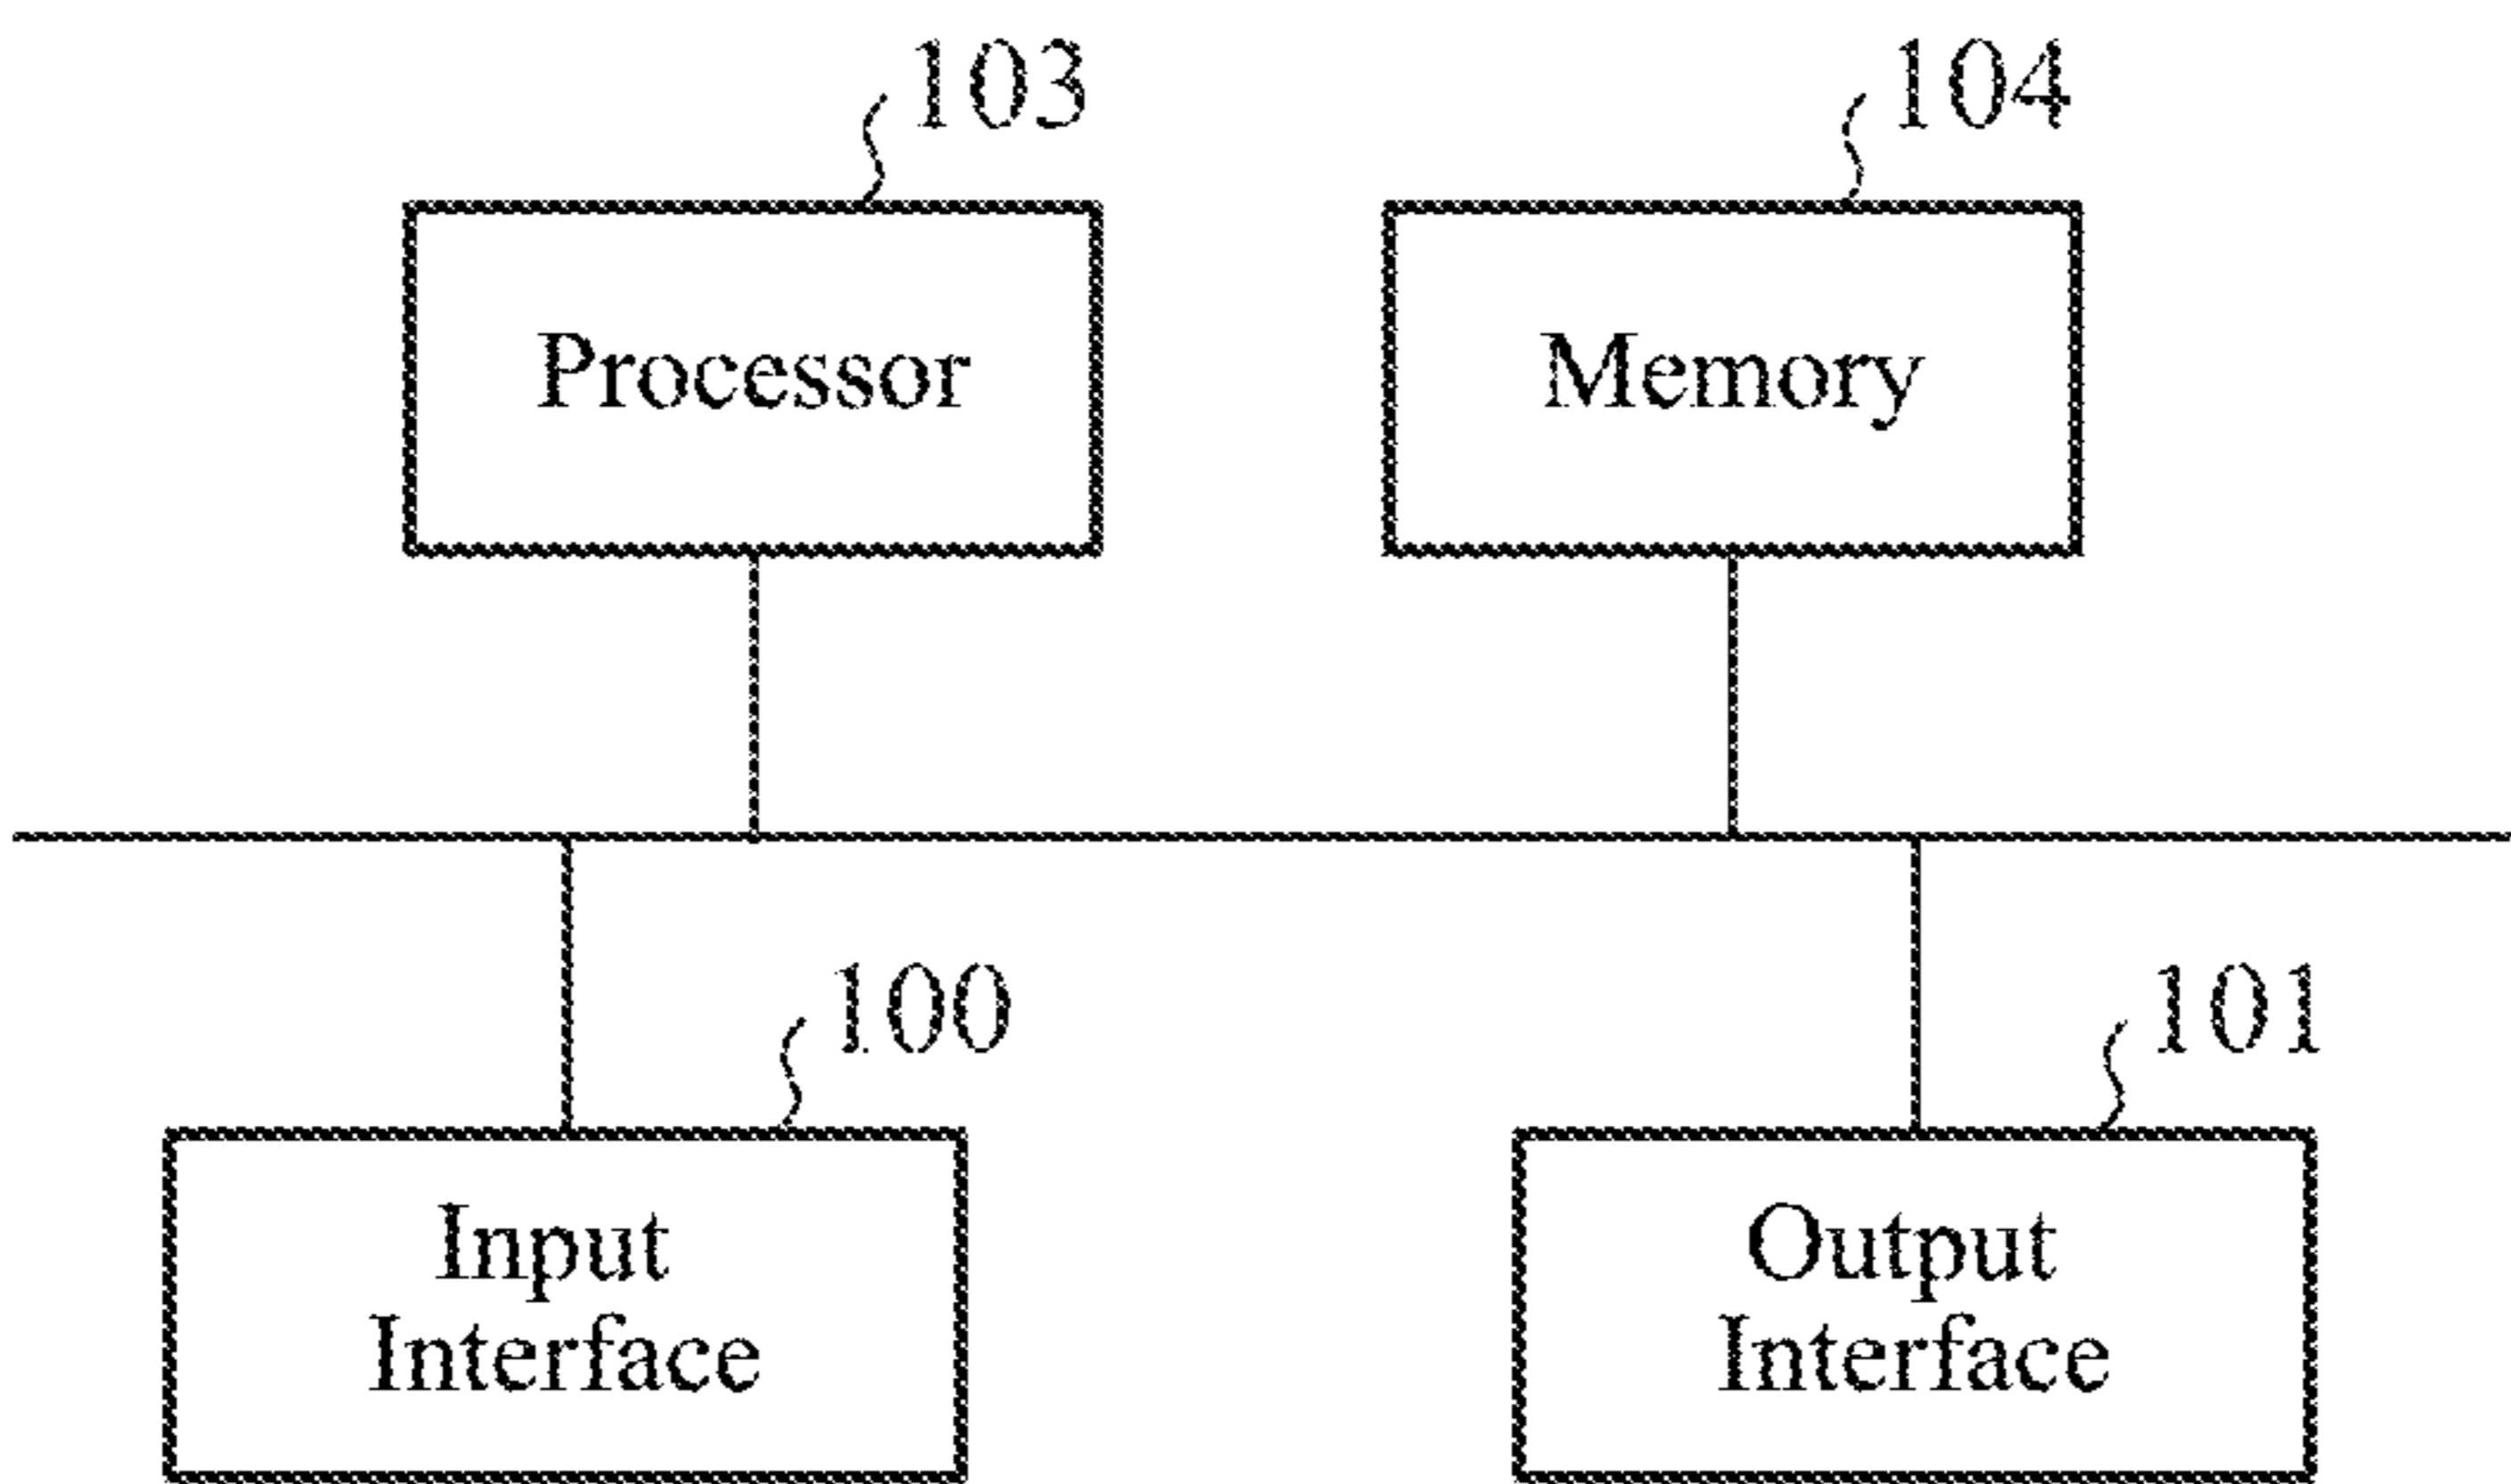 103
104
Processor
Memory
100
101
Input
Interface
Output
Interface